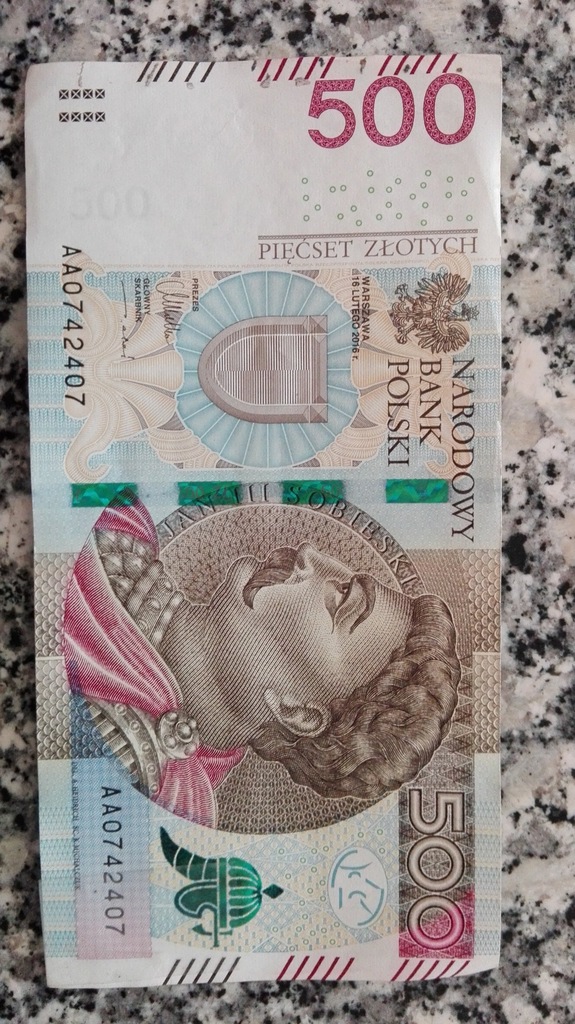 500
PIĘĆSET ZŁOTYCH
NARODOWY
BANK
POLSKI
WARSZAWA
16 LUTEGO 2016 r.
PREZES
GŁÓWNY
SKARBNIK
AA0742407
JAN III SOBIESKI
500
AA0742407
500